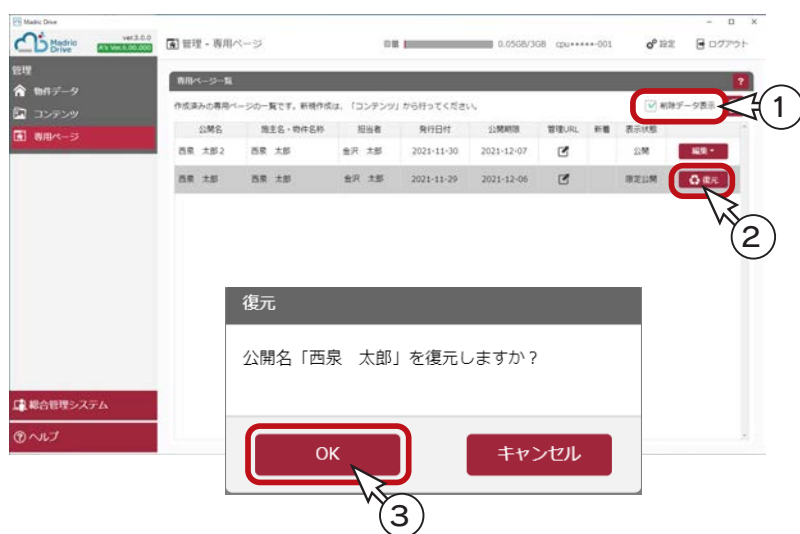 Madric Drive
Madric Drive
ver.3.0.0
A's Ver.6.00.000
管理 - 専用ページ
容量
0.05GB/3GB
cpu*****-001
設定
ログアウト
管理
物件データ
コンテンツ
専用ページ
専用ページ一覧
?
作成済みの専用ページの一覧です。新規作成は、「コンテンツ」から行ってください。
削除データ表示
1
公開名 施主名・物件名称 担当者 発行日付 公開期限 管理URL 新着 表示状態
西泉 太郎2 西泉 太郎 金沢 太郎 2021-11-30 2021-12-07 公開 編集
西泉 太郎 西泉 太郎 金沢 太郎 2021-11-29 2021-12-06 限定公開 復元
2
復元
公開名「西泉　太郎」を復元しますか？
OK
キャンセル
3
総合管理システム
ヘルプ